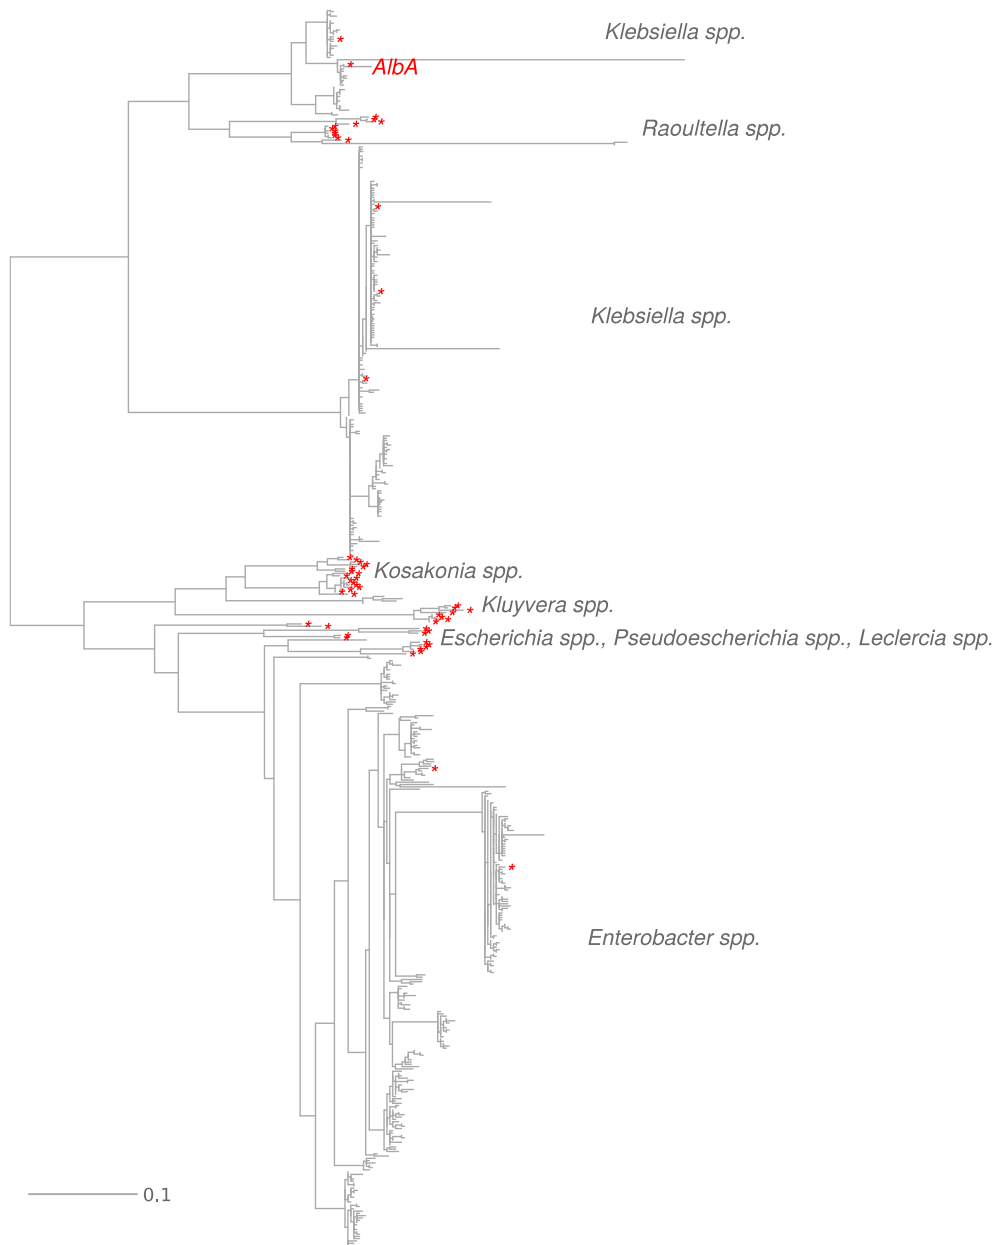 Klebsiella spp.
AlbA
Raoultella spp.
Klebsiella spp.
Kosakonia spp.
Kluyvera spp.
Escherichia spp., Pseudoescherichia spp., Leclercia spp.
Enterobacter spp.
0.1